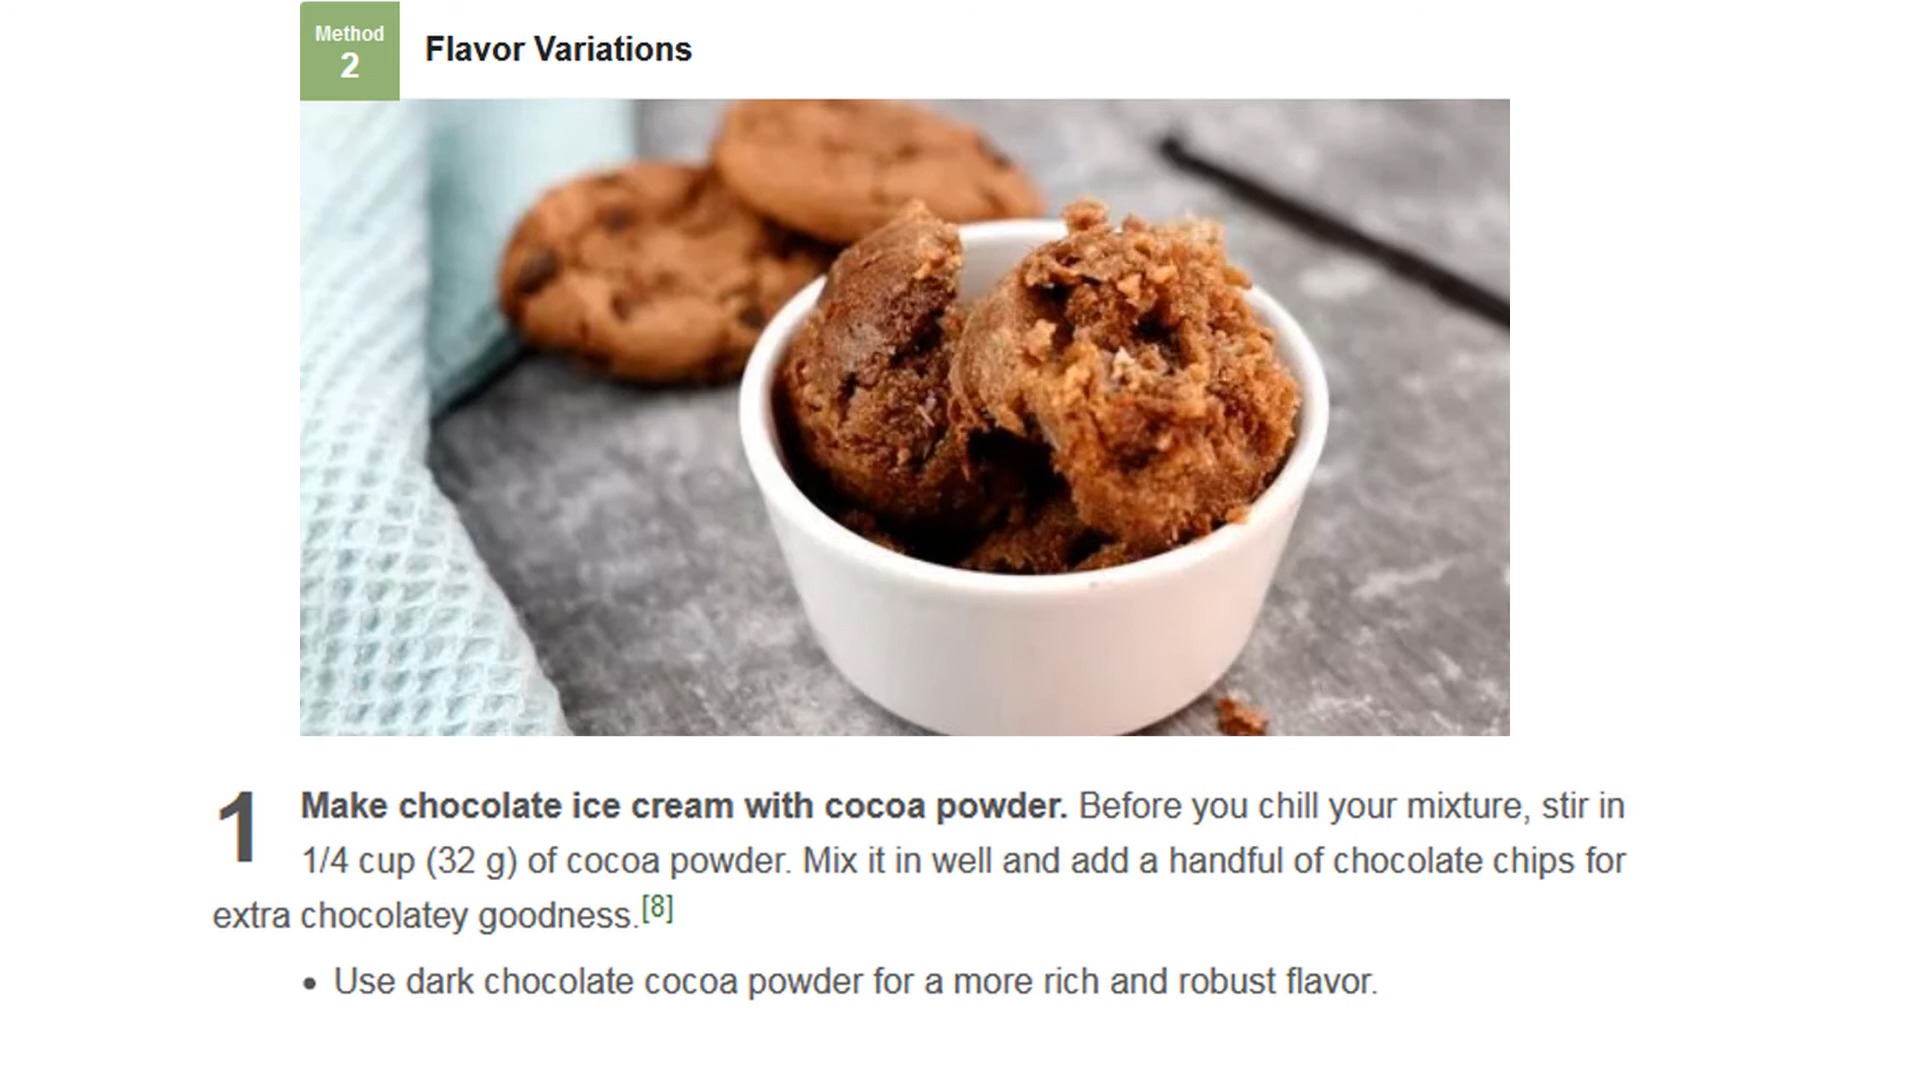 Method
2
Flavor Variations
1
Make chocolate ice cream with cocoa powder. Before you chill your mixture, stir in
1/4 cup (32 g) of cocoa powder. Mix it in well and add a handful of chocolate chips for
extra chocolatey goodness.[8]
• Use dark chocolate cocoa powder for a more rich and robust flavor.